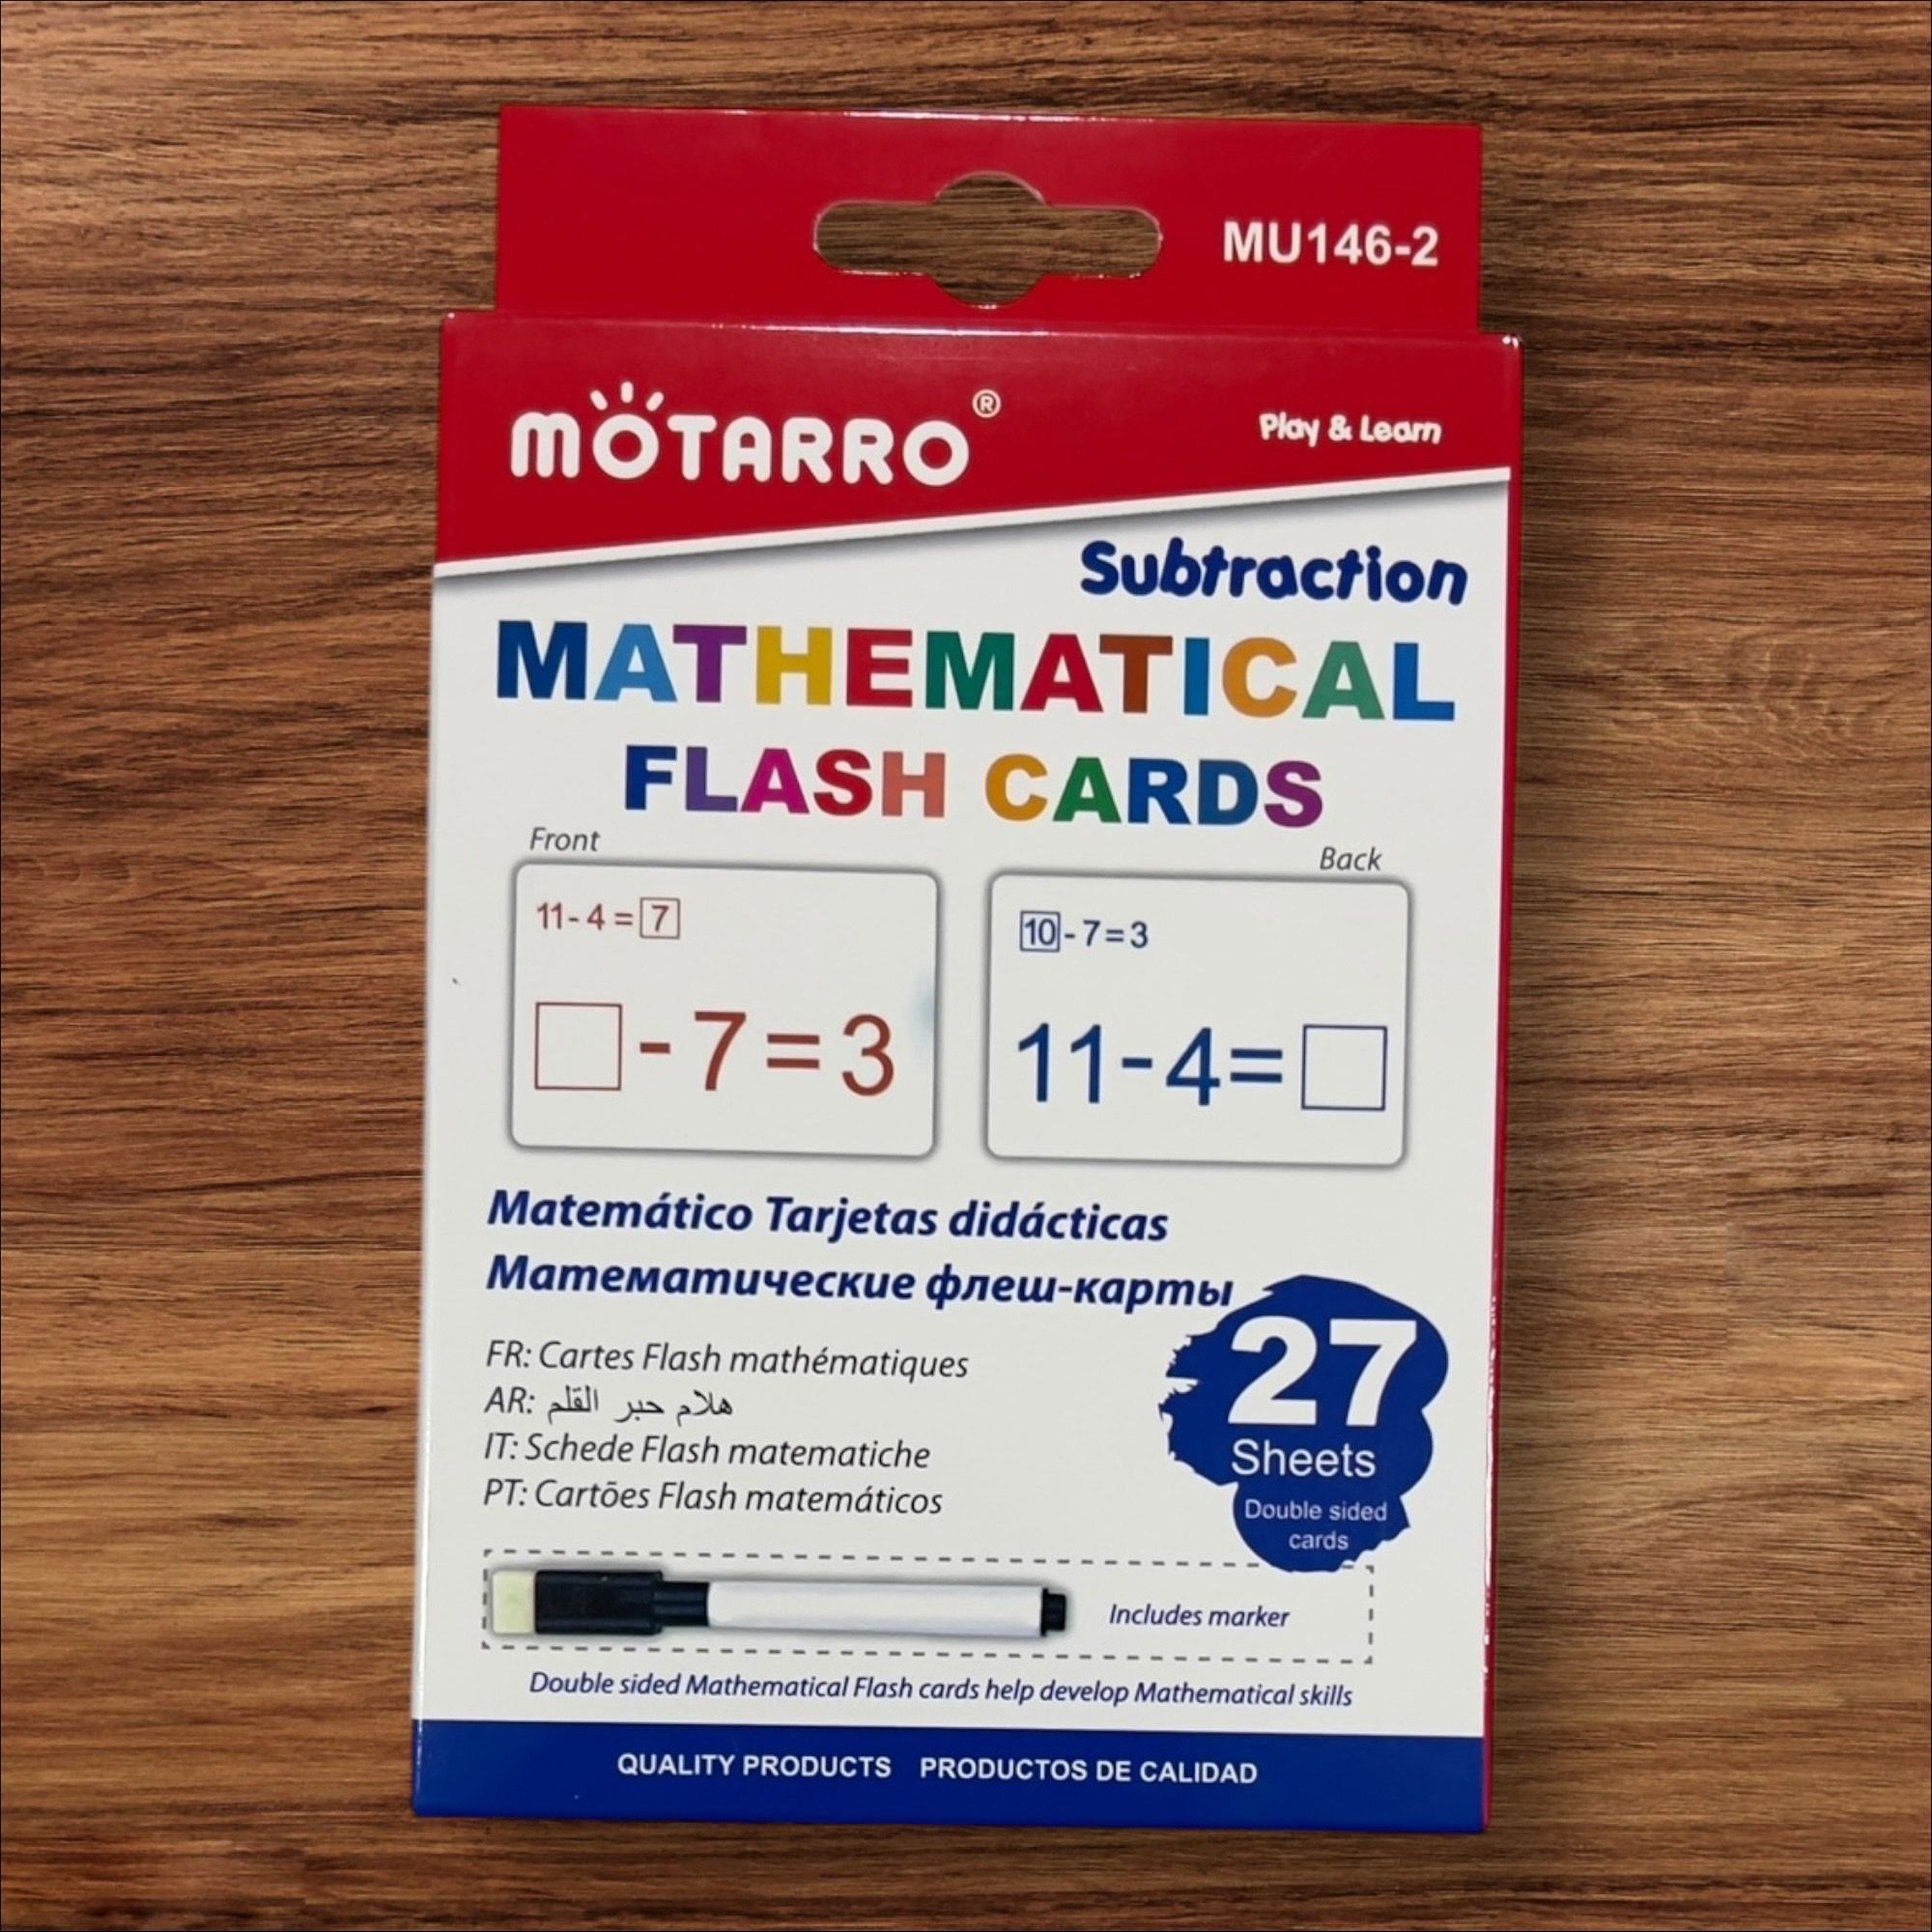 MU146-2
MOTARRO®
Play & Learn
Subtraction
MATHEMATICAL
FLASH CARDS
Front
Back
11-4=7
□-7=3
10-7=3
11-4=□
Matemático Tarjetas didácticas
Математические флеш-карты
FR: Cartes Flash mathématiques
AR: هلام حبر القلم
IT: Schede Flash matematiche
PT: Cartões Flash matemáticos
27
Sheets
Double sided
cards
Includes marker
Double sided Mathematical Flash cards help develop Mathematical skills
QUALITY PRODUCTS PRODUCTOS DE CALIDAD